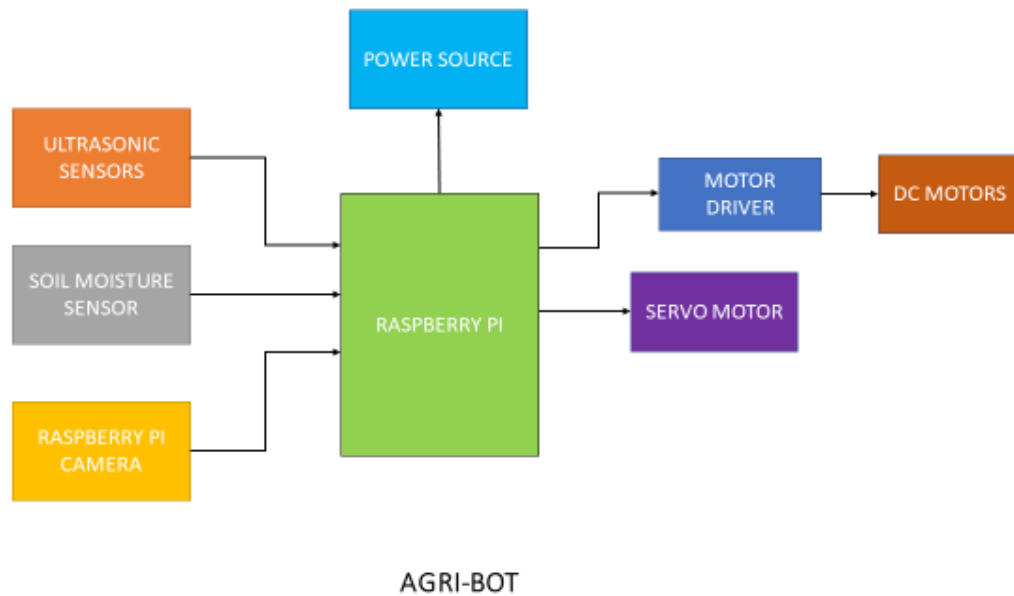 POWER SOURCE
ULTRASONIC
SENSORS
MOTOR
DRIVER
DC MOTORS
SOIL MOISTURE
SENSOR
RASPBERRY PI
SERVO MOTOR
RASPBERRY PI
CAMERA
AGRI-BOT